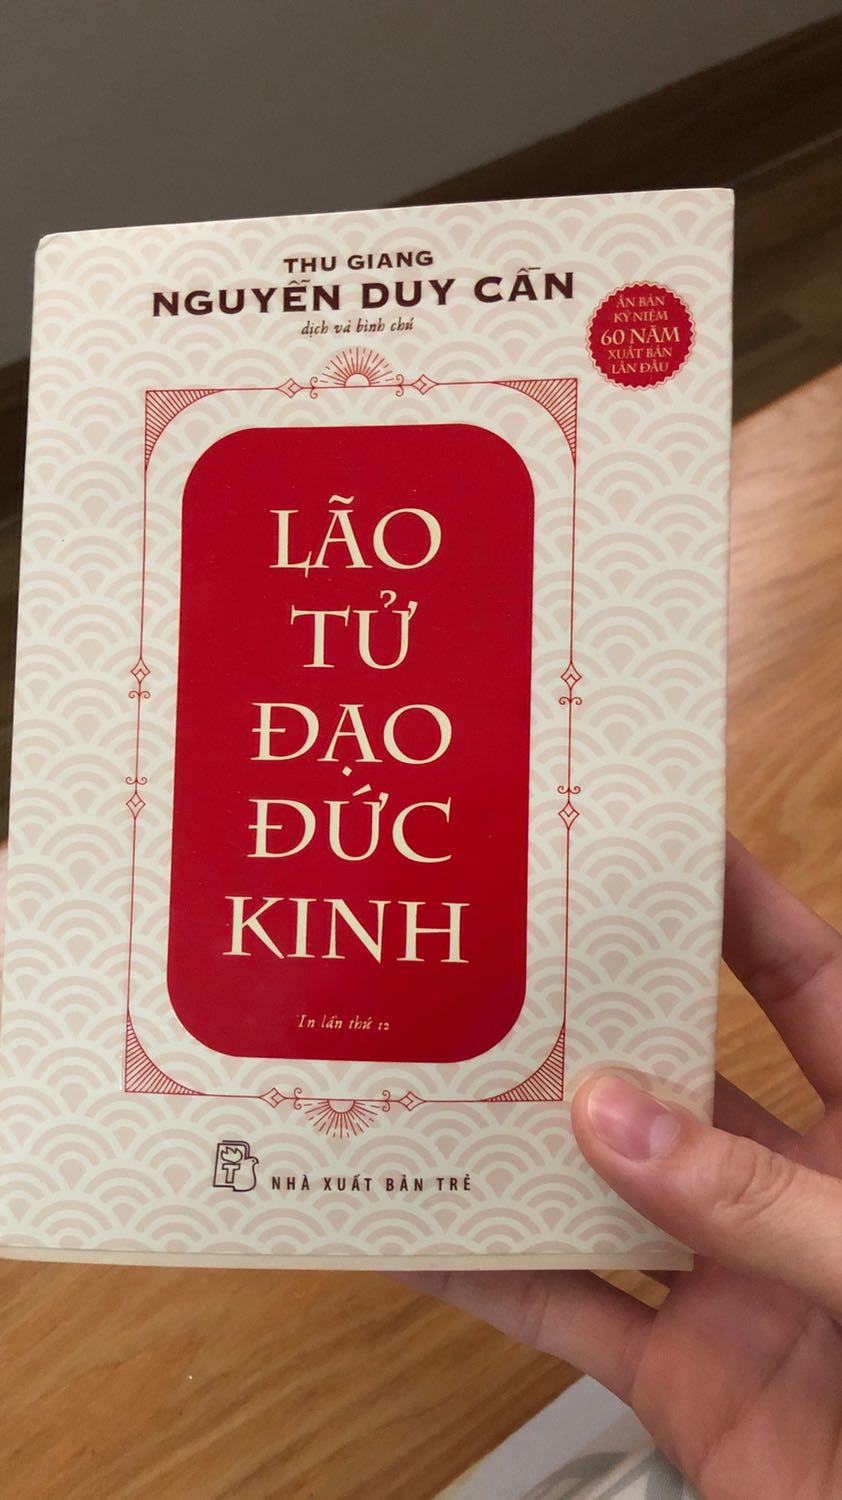 THU GIANG
NGUYỄN DUY CẦN
dịch và bình chú
ẤN BẢN
KỶ NIỆM
60 NĂM
XUẤT BẢN
LẦN ĐẦU
LÃO
TỬ
ĐẠO
ĐỨC
KINH
In lần thứ 12
NHÀ XUẤT BẢN TRẺ